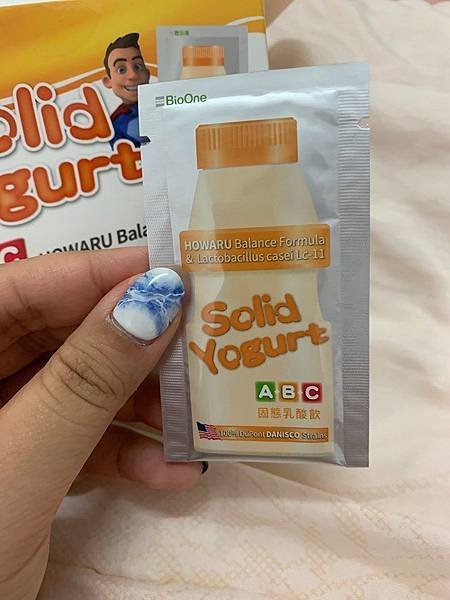 olid
ogurt
HOWARU Bala
BioOne
HOWARU Balance Formula
& Lactobacillus casei Lc-11
Solid
Yogurt
A·B·C
固態乳酸飲
100% DuPont DANISCO Strains